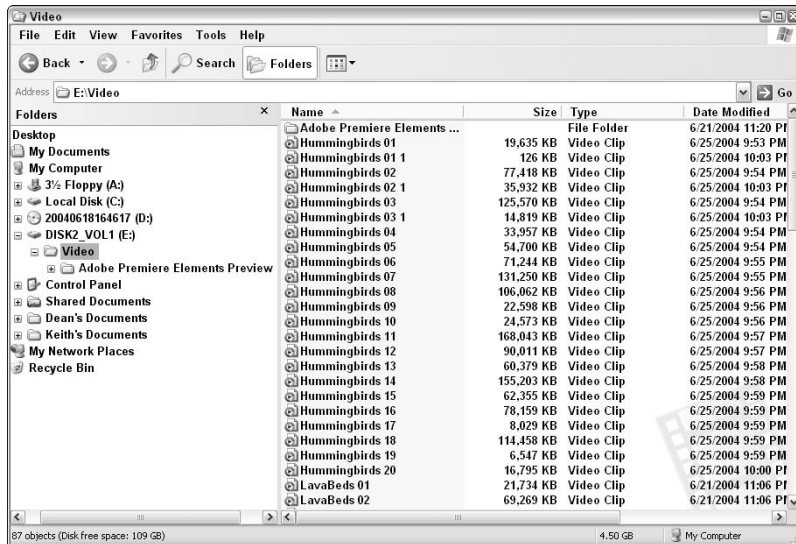 Video
File Edit View Favorites Tools Help
Back Search Folders
Address E:\Video Go
Folders
Desktop
My Documents
My Computer
3½ Floppy (A:)
Local Disk (C:)
20040618164617 (D:)
DISK2_VOL1 (E:)
Video
Adobe Premiere Elements Preview
Control Panel
Shared Documents
Dean's Documents
Keith's Documents
My Network Places
Recycle Bin
Name Size Type Date Modified
Adobe Premiere Elements ... File Folder 6/21/2004 11:20 PM
Hummingbirds 01 19,635 KB Video Clip 6/25/2004 9:53 PM
Hummingbirds 01 1 126 KB Video Clip 6/25/2004 10:03 PM
Hummingbirds 02 77,418 KB Video Clip 6/25/2004 9:54 PM
Hummingbirds 02 1 35,932 KB Video Clip 6/25/2004 10:03 PM
Hummingbirds 03 125,570 KB Video Clip 6/25/2004 9:54 PM
Hummingbirds 03 1 14,819 KB Video Clip 6/25/2004 10:03 PM
Hummingbirds 04 33,957 KB Video Clip 6/25/2004 9:54 PM
Hummingbirds 05 54,700 KB Video Clip 6/25/2004 9:54 PM
Hummingbirds 06 71,244 KB Video Clip 6/25/2004 9:55 PM
Hummingbirds 07 131,250 KB Video Clip 6/25/2004 9:55 PM
Hummingbirds 08 106,062 KB Video Clip 6/25/2004 9:56 PM
Hummingbirds 09 22,598 KB Video Clip 6/25/2004 9:56 PM
Hummingbirds 10 24,573 KB Video Clip 6/25/2004 9:56 PM
Hummingbirds 11 168,043 KB Video Clip 6/25/2004 9:57 PM
Hummingbirds 12 90,011 KB Video Clip 6/25/2004 9:57 PM
Hummingbirds 13 60,379 KB Video Clip 6/25/2004 9:58 PM
Hummingbirds 14 155,203 KB Video Clip 6/25/2004 9:58 PM
Hummingbirds 15 62,355 KB Video Clip 6/25/2004 9:59 PM
Hummingbirds 16 78,159 KB Video Clip 6/25/2004 9:59 PM
Hummingbirds 17 8,029 KB Video Clip 6/25/2004 9:59 PM
Hummingbirds 18 114,458 KB Video Clip 6/25/2004 9:59 PM
Hummingbirds 19 6,547 KB Video Clip 6/25/2004 9:59 PM
Hummingbirds 20 16,795 KB Video Clip 6/25/2004 10:00 PM
LavaBeds 01 21,734 KB Video Clip 6/21/2004 11:06 PM
LavaBeds 02 69,269 KB Video Clip 6/21/2004 11:06 PM
87 objects (Disk free space: 109 GB) 4.50 GB My Computer